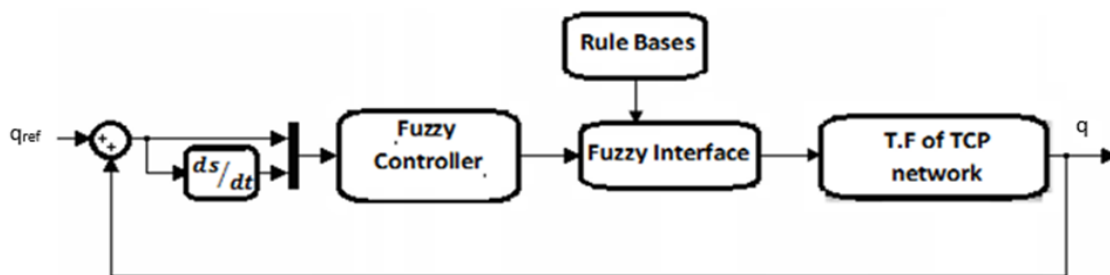 Rule Bases
qref
+
+
ds/dt
Fuzzy
Controller
Fuzzy Interface
T.F of TCP
network
q